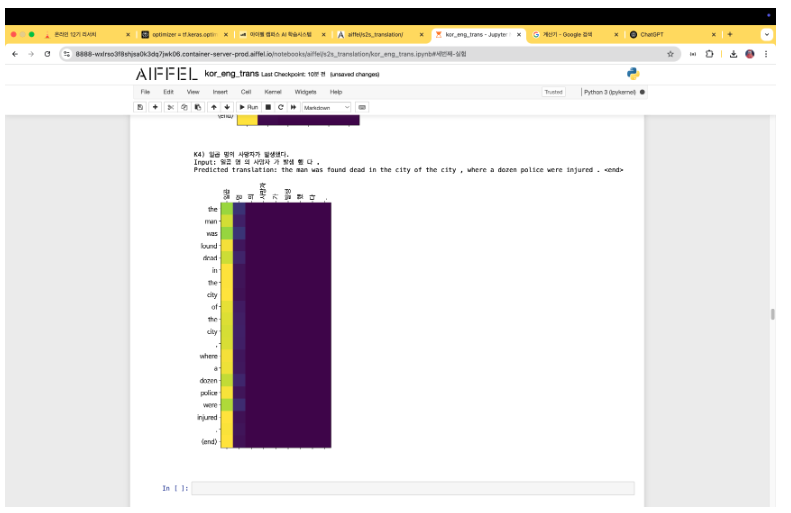 온라인 12기 리서치
optimizer = tf.keras.optim
아이펠 캠퍼스 AI 학습시스템
aiffel/s2s_translation/
kor_eng_trans - Jupyter
계산기 - Google 검색
ChatGPT
8888-wxlrso3f8shjsa0k3dq7jwk06.container-server-prod.aiffel.io/notebooks/aiffel/s2s_translation/kor_eng_trans.ipynb#세번째-실험
AIFFEL kor_eng_trans Last Checkpoint: 10분 전 (unsaved changes)
File Edit View Insert Cell Kernel Widgets Help
Trusted Python 3 (ipykernel)
Run Markdown
(end)
K4) 일곱 명의 사망자가 발생했다.
Input: 일곱 명 의 사망자 가 발생 했 다 .
Predicted translation: the man was found dead in the city of the city , where a dozen police were injured . <end>
일곱 명 의 사망자 가 발생 했 다 .
the
man
was
found
dead
in
the
city
of
the
city
,
where
a
dozen
police
were
injured
.
(end)
In [ ]: